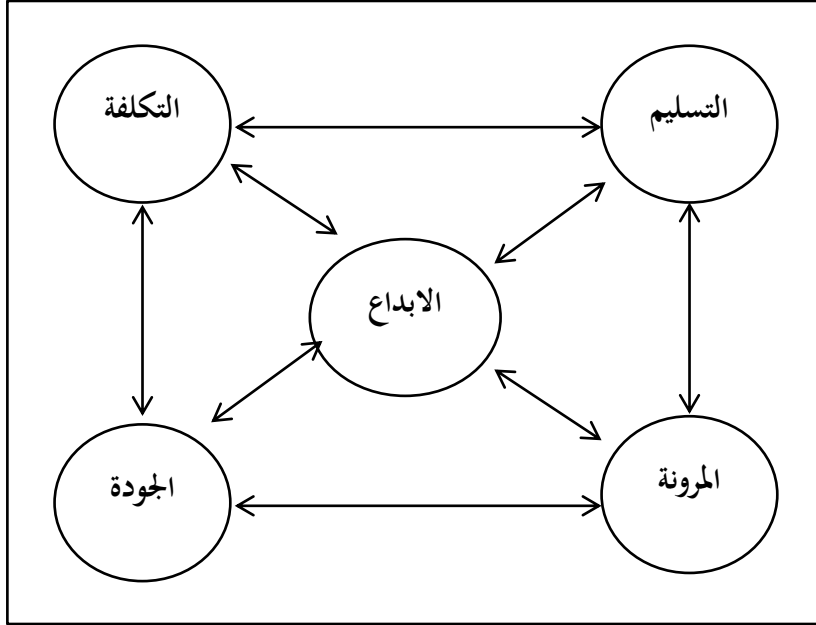 التسليم
التكلفة
الابداع
المرونة
الجودة